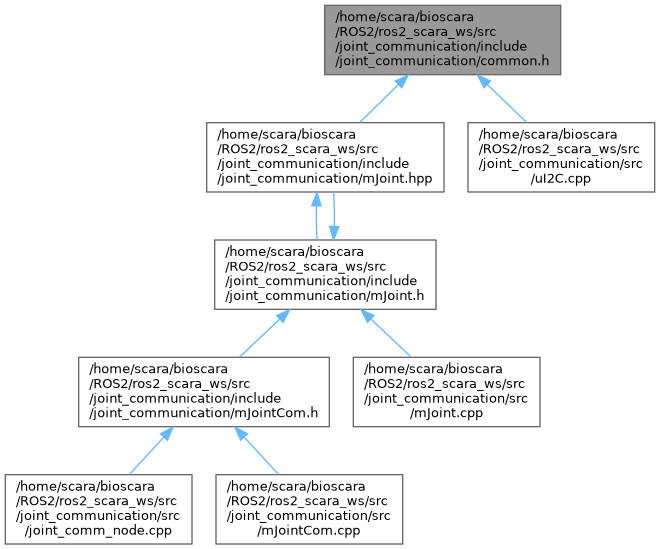 /home/scara/bioscara
/ROS2/ros2_scara_ws/src
/joint_communication/include
/joint_communication/common.h
/home/scara/bioscara
/ROS2/ros2_scara_ws/src
/joint_communication/include
/joint_communication/mJoint.hpp
/home/scara/bioscara
/ROS2/ros2_scara_ws/src
/joint_communication/src
/uI2C.cpp
/home/scara/bioscara
/ROS2/ros2_scara_ws/src
/joint_communication/include
/joint_communication/mJoint.h
/home/scara/bioscara
/ROS2/ros2_scara_ws/src
/joint_communication/include
/joint_communication/mJointCom.h
/home/scara/bioscara
/ROS2/ros2_scara_ws/src
/joint_communication/src
/mJoint.cpp
/home/scara/bioscara
/ROS2/ros2_scara_ws/src
/joint_communication/src
/joint_comm_node.cpp
/home/scara/bioscara
/ROS2/ros2_scara_ws/src
/joint_communication/src
/mJointCom.cpp